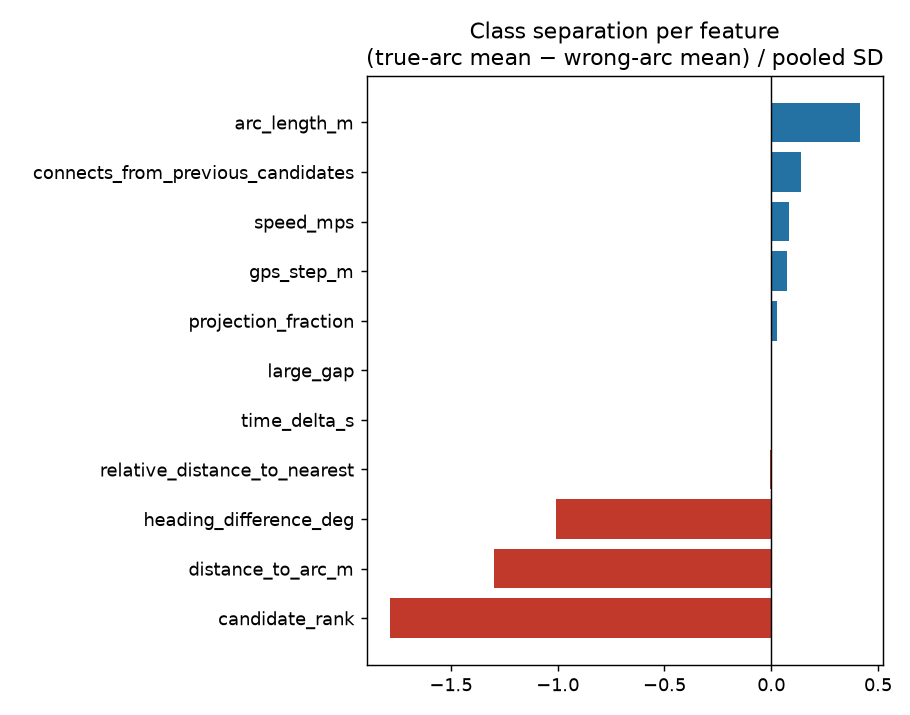 Class separation per feature
(true-arc mean − wrong-arc mean) / pooled SD
arc_length_m
connects_from_previous_candidates
speed_mps
gps_step_m
projection_fraction
large_gap
time_delta_s
relative_distance_to_nearest
heading_difference_deg
distance_to_arc_m
candidate_rank
−1.5 −1.0 −0.5 0.0 0.5